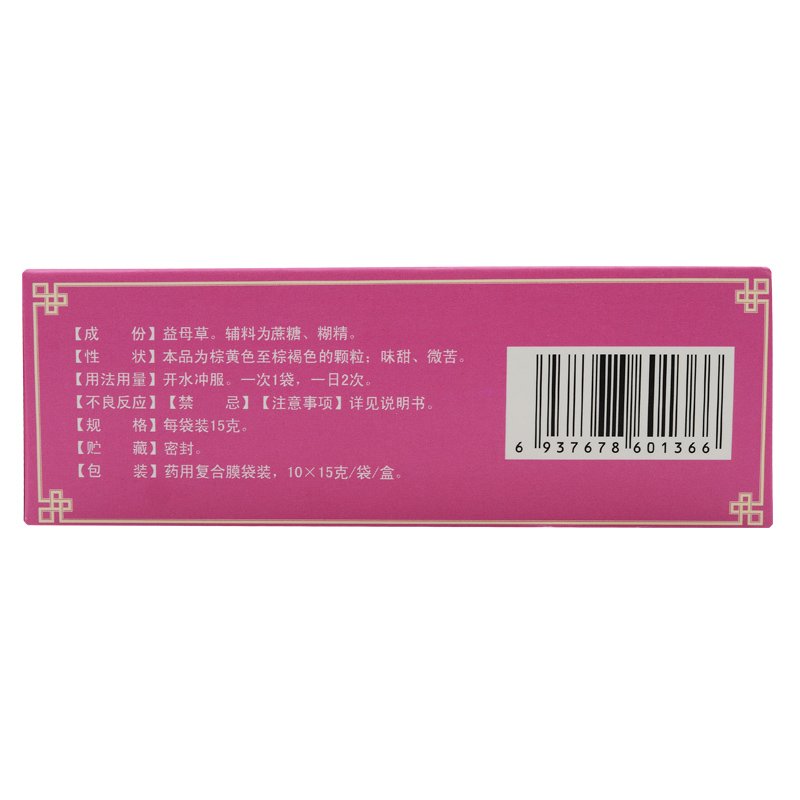 【成　份】益母草。辅料为蔗糖、糊精。
【性　状】本品为棕黄色至棕褐色的颗粒；味甜、微苦。
【用法用量】开水冲服。一次1袋，一日2次。
【不良反应】【禁　忌】【注意事项】详见说明书。
【规　格】每袋装15克。
【贮　藏】密封。
【包　装】药用复合膜袋装，10×15克/袋/盒。
6 937678 601366